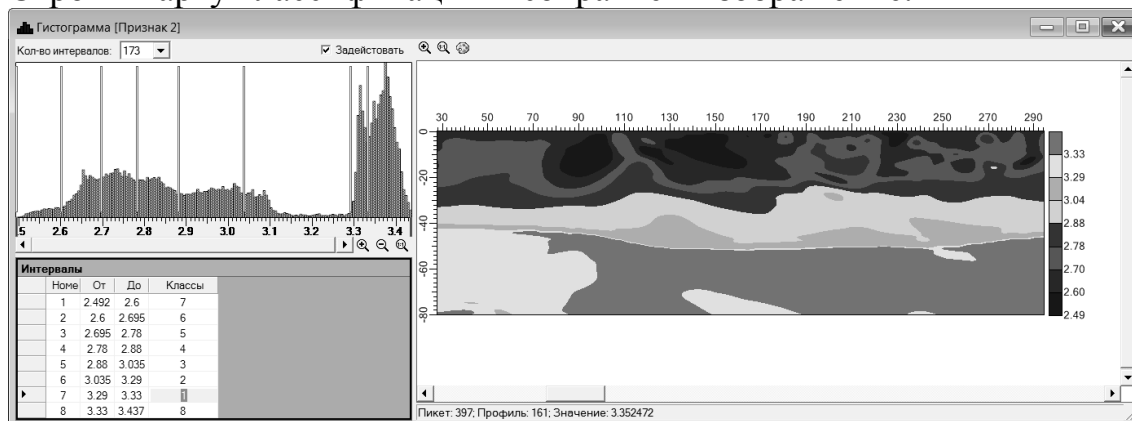 Гистограмма [Признак 2]
Кол-во интервалов: 173
Задейстовать
5 2.6 2.7 2.8 2.9 3.0 3.1 3.2 3.3 3.4
Интервалы
Номе От До Классы
1 2.492 2.6 7
2 2.6 2.695 6
3 2.695 2.78 5
4 2.78 2.88 4
5 2.88 3.035 3
6 3.035 3.29 2
7 3.29 3.33 1
8 3.33 3.437 8
30 50 70 90 110 130 150 170 190 210 230 250 270 290
0
-20
-40
-60
-80
3.33
3.29
3.04
2.88
2.78
2.70
2.60
2.49
Пикет: 397; Профиль: 161; Значение: 3.352472